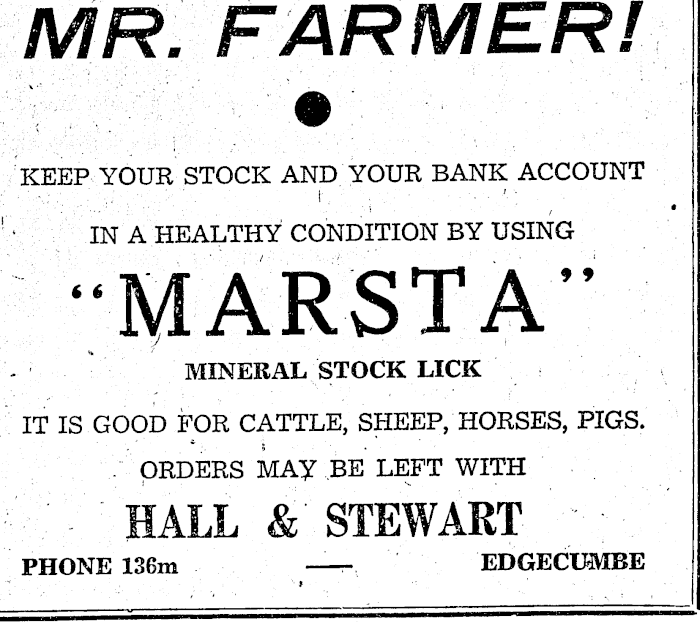 MR. FARMER!
KEEP YOUR STOCK AND YOUR BANK ACCOUNT
IN A HEALTHY CONDITION BY USING
“MARSTA”
MINERAL STOCK LICK
IT IS GOOD FOR CATTLE, SHEEP, HORSES, PIGS.
ORDERS MAY BE LEFT WITH
HALL & STEWART
PHONE 136m — EDGECUMBE